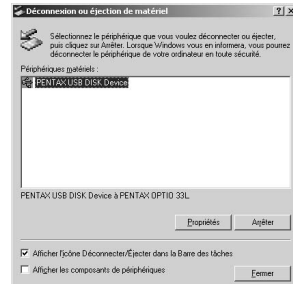 Déconnexion ou éjection de matériel
Sélectionnez le périphérique que vous voulez déconnecter ou éjecter,
puis cliquez sur Arrêter. Lorsque Windows vous en informera, vous pourrez
déconnecter le périphérique de votre ordinateur en toute sécurité.
Périphériques matériels :
PENTAX USB DISK Device
PENTAX USB DISK Device à PENTAX OPTIO 33L
Propriétés Arrêter
Afficher l'icône Déconnecter/Éjecter dans la Barre des tâches
Afficher les composants de périphériques
Fermer